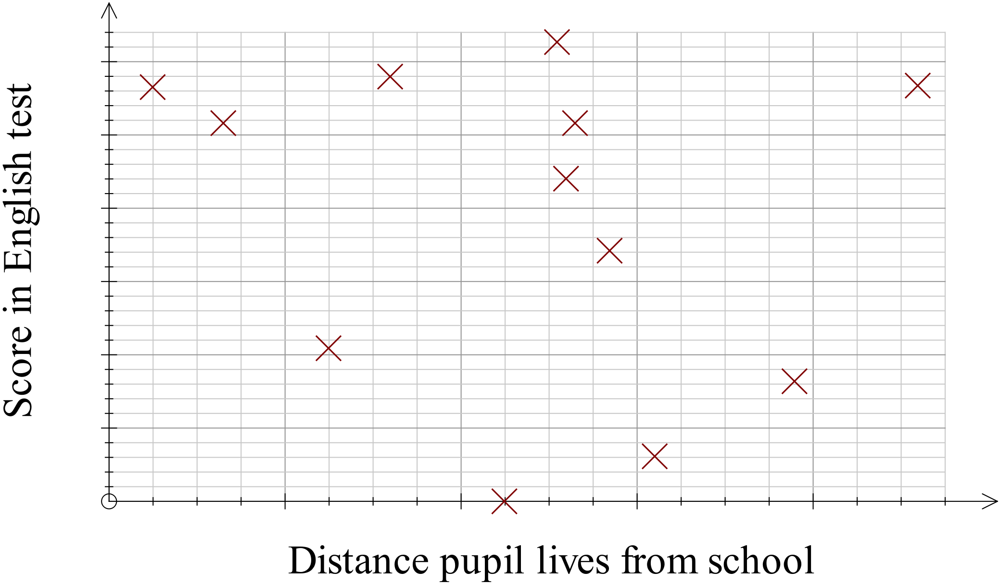 Score in English test
Distance pupil lives from school